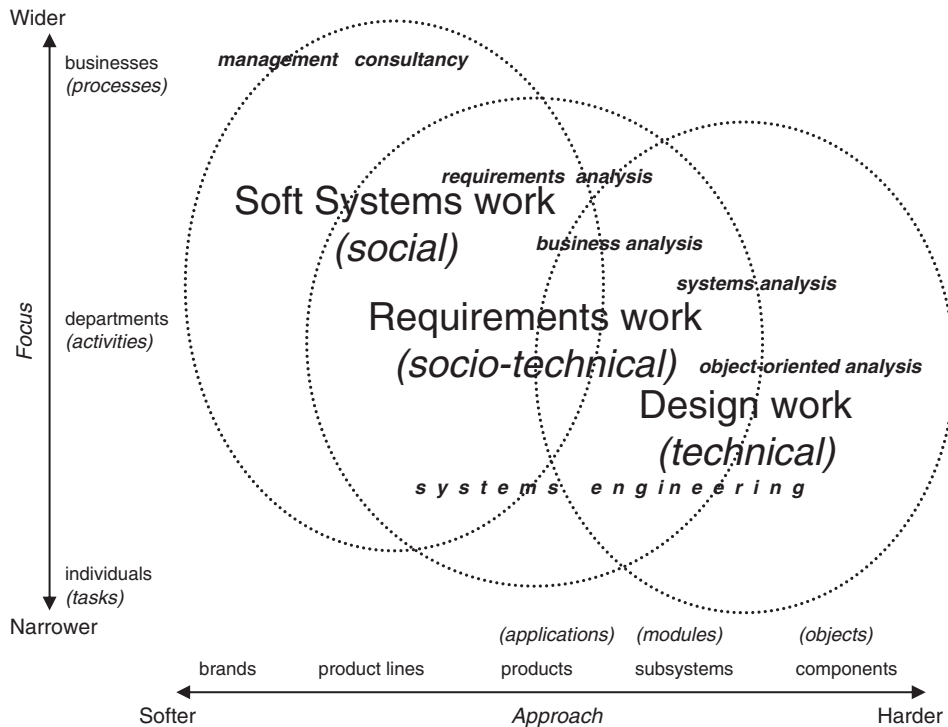 Wider
businesses
(processes)
management consultancy
requirements analysis
Soft Systems work
(social)
business analysis
systems analysis
Focus
departments
(activities)
Requirements work
(socio-technical)
object-oriented analysis
Design work
(technical)
systems engineering
individuals
(tasks)
Narrower
(applications) (modules) (objects)
brands product lines products subsystems components
Softer Approach Harder